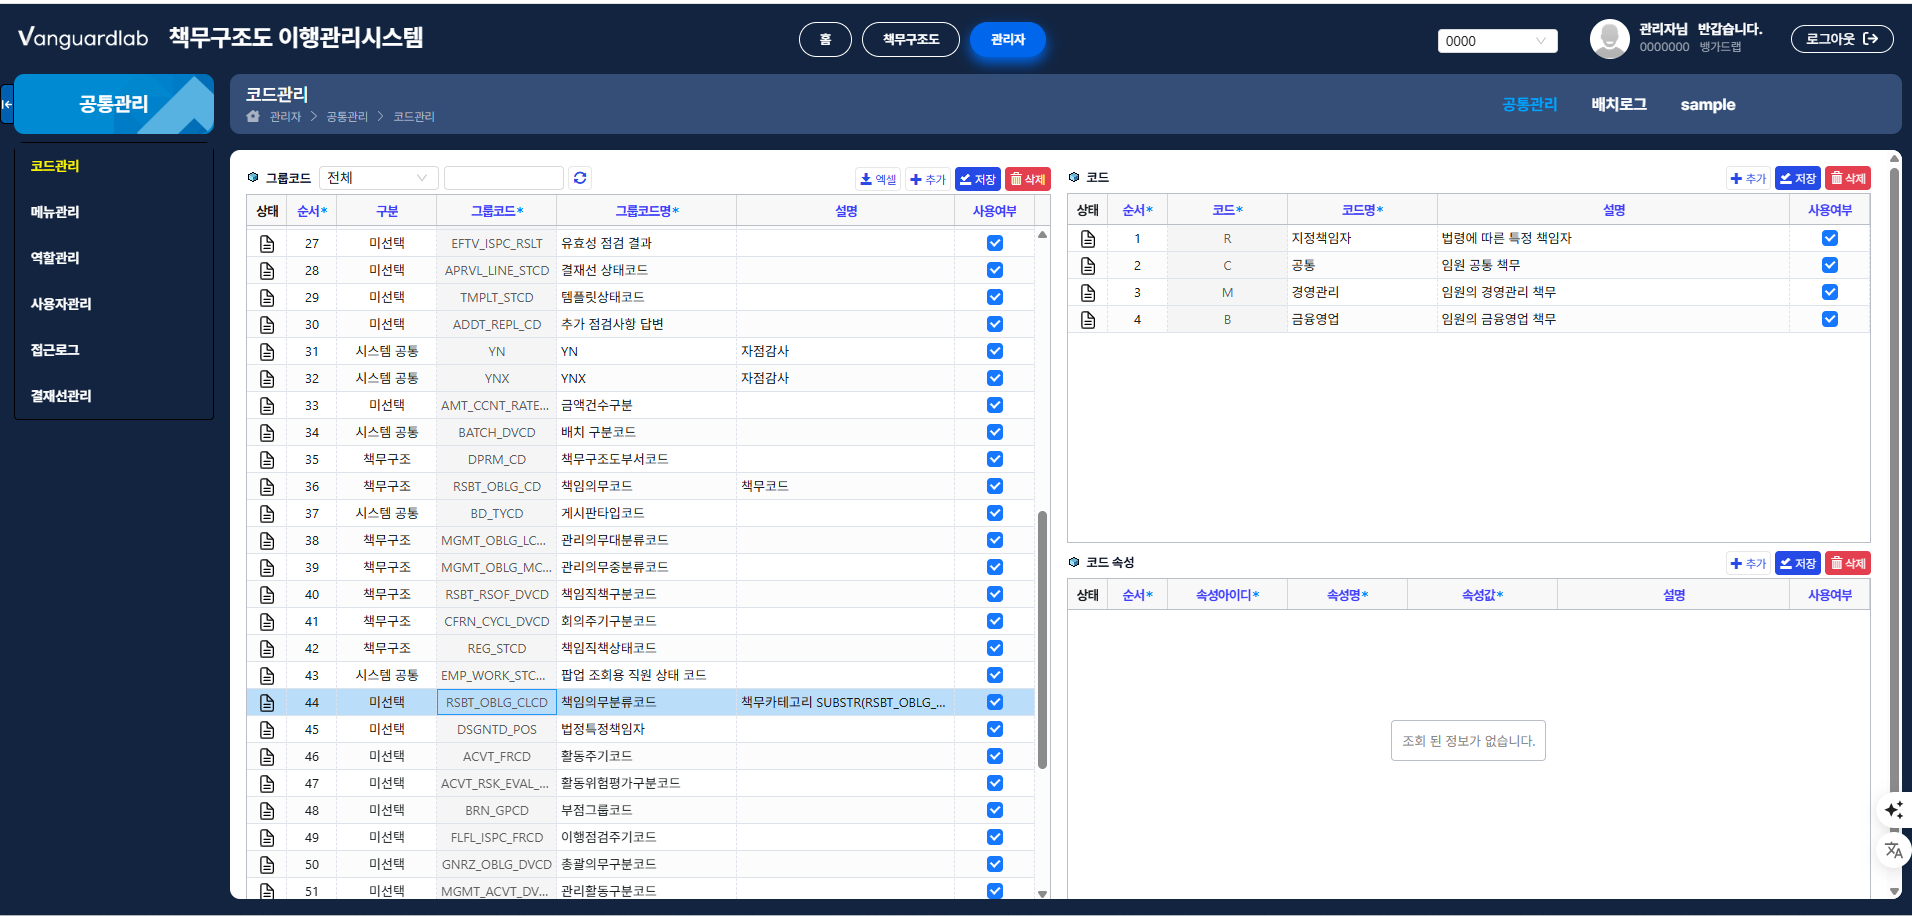 Vanguardlab 책무구조도 이행관리시스템
홈 책무구조도 관리자
0000
관리자님 반갑습니다.
0000000 뱅가드랩
로그아웃
공통관리
코드관리
메뉴관리
역할관리
사용자관리
접근로그
결재선관리
코드관리
관리자 > 공통관리 > 코드관리
공통관리 배치로그 sample
그룹코드 전체 엑셀 추가 저장 삭제
상태 순서* 구분 그룹코드* 그룹코드명* 설명 사용여부
27 미선택 EFTV_ISPC_RSLT 유효성 점검 결과
28 미선택 APRVL_LINE_STCD 결재선 상태코드
29 미선택 TMPLT_STCD 템플릿상태코드
30 미선택 ADDT_REPL_CD 추가 점검사항 답변
31 시스템 공통 YN YN 자점감사
32 시스템 공통 YNX YNX 자점감사
33 미선택 AMT_CCNT_RATE... 금액건수구분
34 시스템 공통 BATCH_DVCD 배치 구분코드
35 책무구조 DPRM_CD 책무구조도부서코드
36 책무구조 RSBT_OBLG_CD 책임의무코드 책무코드
37 시스템 공통 BD_TYCD 게시판타입코드
38 책무구조 MGMT_OBLG_LC... 관리의무대분류코드
39 책무구조 MGMT_OBLG_MC... 관리의무중분류코드
40 책무구조 RSBT_RSOF_DVCD 책임직책구분코드
41 책무구조 CFRN_CYCL_DVCD 회의주기구분코드
42 책무구조 REG_STCD 책임직책상태코드
43 시스템 공통 EMP_WORK_STC... 팝업 조회용 직원 상태 코드
44 미선택 RSBT_OBLG_CLCD 책임의무분류코드 책무카테고리 SUBSTR(RSBT_OBLG_...
45 미선택 DSGNTD_POS 법정특정책임자
46 미선택 ACVT_FRCD 활동주기코드
47 미선택 ACVT_RSK_EVAL_... 활동위험평가구분코드
48 미선택 BRN_GPCD 부점그룹코드
49 미선택 FLFL_ISPC_FRCD 이행점검주기코드
50 미선택 GNRZ_OBLG_DVCD 총괄의무구분코드
51 미선택 MGMT_ACVT_DV... 관리활동구분코드
코드 추가 저장 삭제
상태 순서* 코드* 코드명* 설명 사용여부
1 R 지정책임자 법령에 따른 특정 책임자
2 C 공통 임원 공통 책무
3 M 경영관리 임원의 경영관리 책무
4 B 금융영업 임원의 금융영업 책무
코드 속성 추가 저장 삭제
상태 순서* 속성아이디* 속성명* 속성값* 설명 사용여부
조회 된 정보가 없습니다.